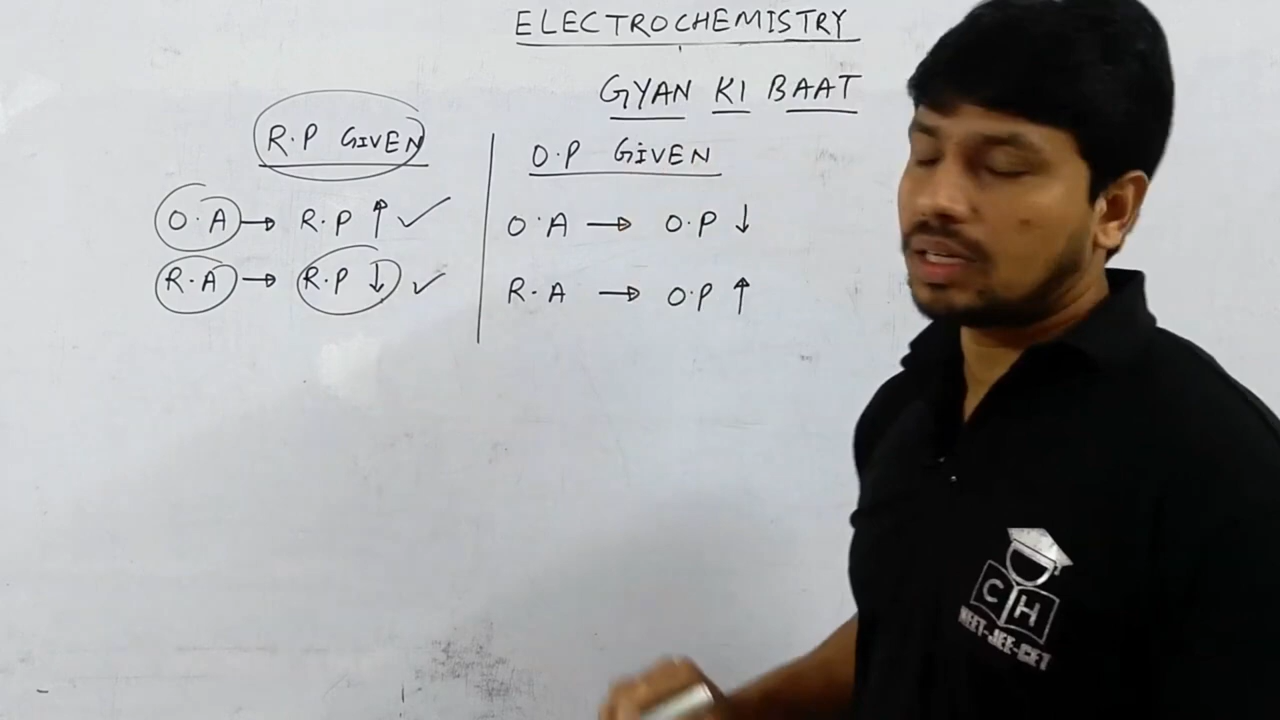 ELECTROCHEMISTRY
GYAN KI BAAT
R.P GIVEN
O.A → R.P ↑ ✓
R.A → R.P ↓ ✓
O.P GIVEN
O.A → O.P ↓
R.A → O.P ↑
CH
NEET-JEE-CET